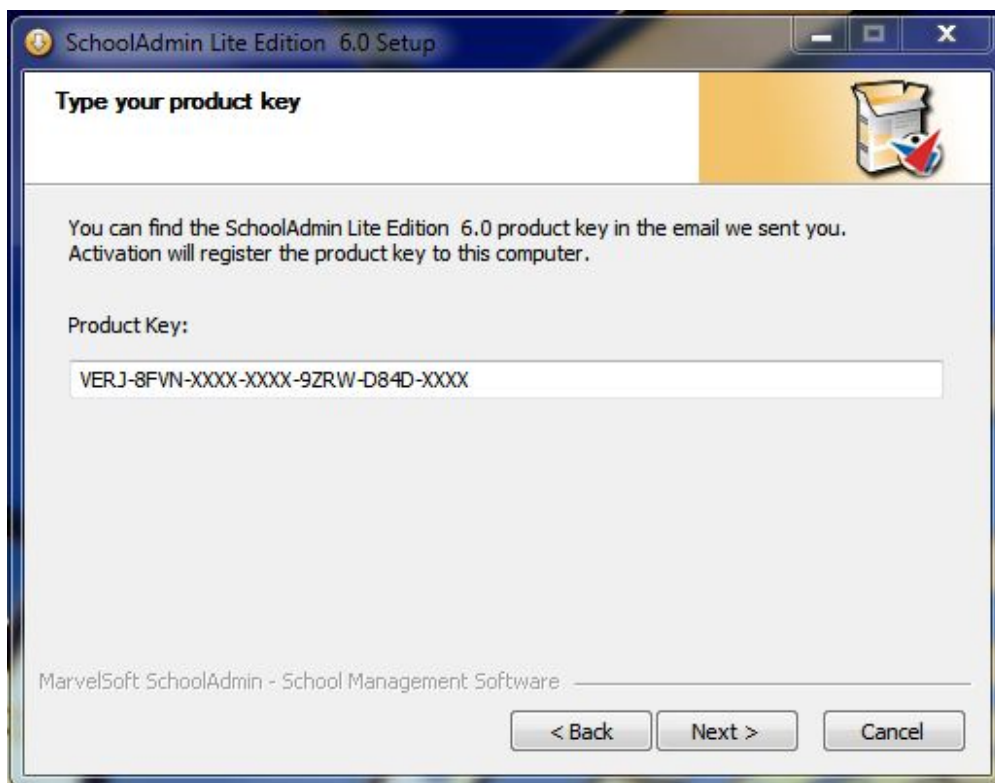 SchoolAdmin Lite Edition  6.0 Setup
Type your product key
You can find the SchoolAdmin Lite Edition  6.0 product key in the email we sent you.
Activation will register the product key to this computer.
Product Key:
VERJ-8FVN-XXXX-XXXX-9ZRW-D84D-XXXX
MarvelSoft SchoolAdmin - School Management Software
< Back Next > Cancel